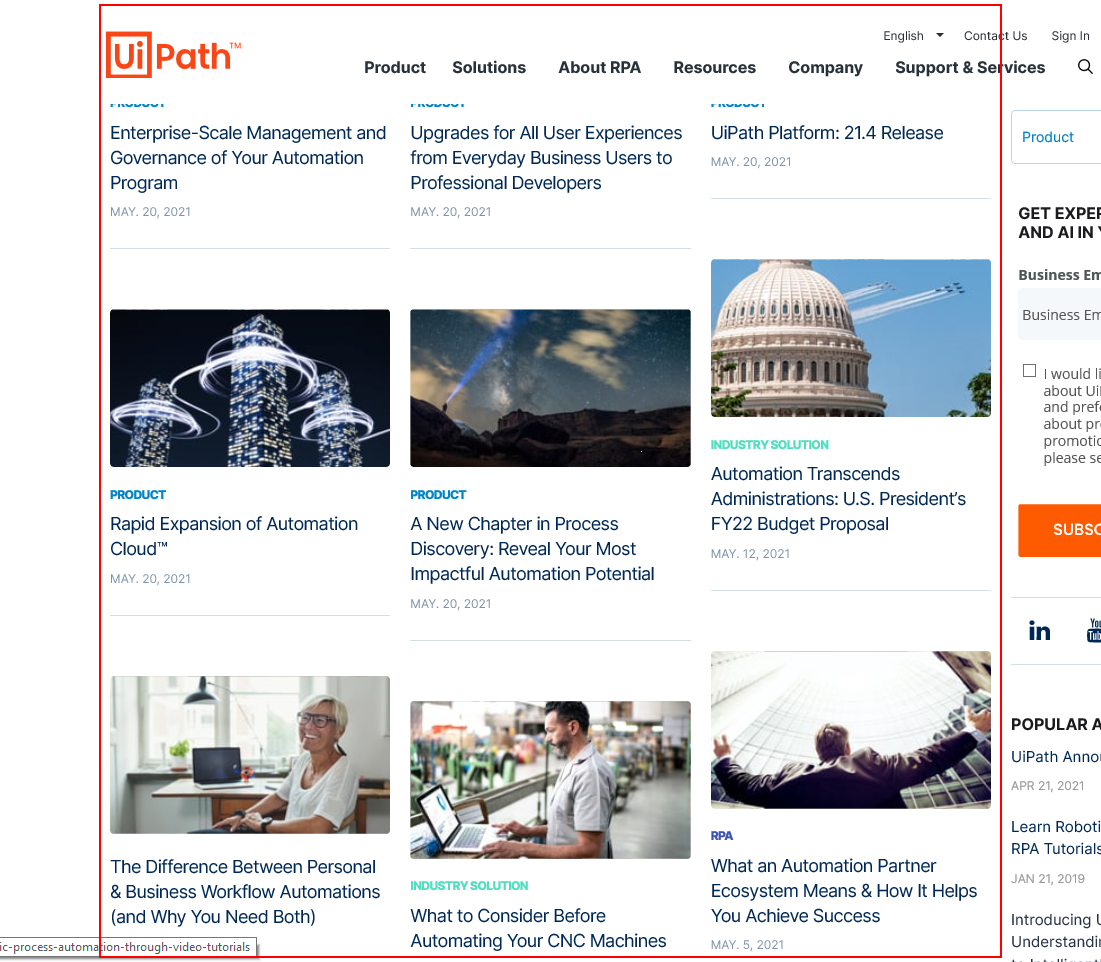 English
Contact Us
Sign In
UiPath™
Product
Solutions
About RPA
Resources
Company
Support & Services
PRODUCT
Enterprise-Scale Management and
Governance of Your Automation
Program
MAY. 20, 2021
PRODUCT
Upgrades for All User Experiences
from Everyday Business Users to
Professional Developers
MAY. 20, 2021
PRODUCT
UiPath Platform: 21.4 Release
MAY. 20, 2021
PRODUCT
Rapid Expansion of Automation
Cloud™
MAY. 20, 2021
PRODUCT
A New Chapter in Process
Discovery: Reveal Your Most
Impactful Automation Potential
MAY. 20, 2021
INDUSTRY SOLUTION
Automation Transcends
Administrations: U.S. President's
FY22 Budget Proposal
MAY. 12, 2021
The Difference Between Personal
& Business Workflow Automations
(and Why You Need Both)
INDUSTRY SOLUTION
What to Consider Before
Automating Your CNC Machines
RPA
What an Automation Partner
Ecosystem Means & How It Helps
You Achieve Success
MAY. 5, 2021
ic-process-automation-through-video-tutorials
Product
GET EXPER
AND AI IN Y
Business Em
Business Em
I would li
about Ui
and prefe
about pro
promotio
please se
SUBSC
in
You
Tub
POPULAR A
UiPath Annou
APR 21, 2021
Learn Roboti
RPA Tutorials
JAN 21, 2019
Introducing U
Understandin